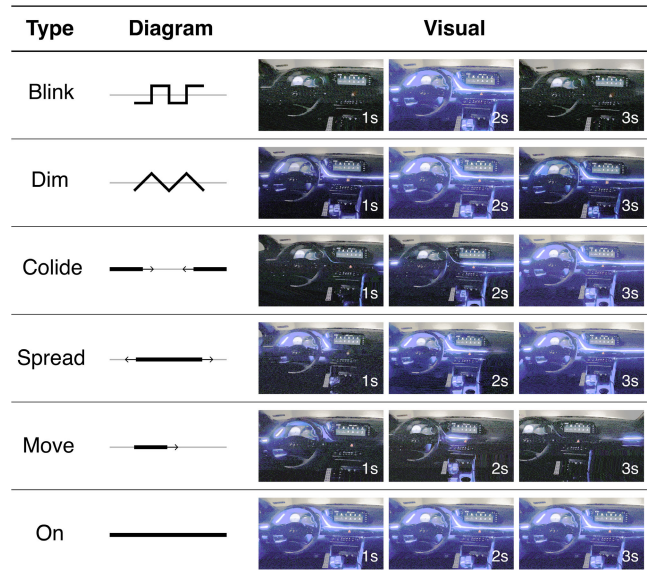 Type Diagram Visual
Blink 1s 2s 3s
Dim 1s 2s 3s
Colide 1s 2s 3s
Spread 1s 2s 3s
Move 1s 2s 3s
On 1s 2s 3s